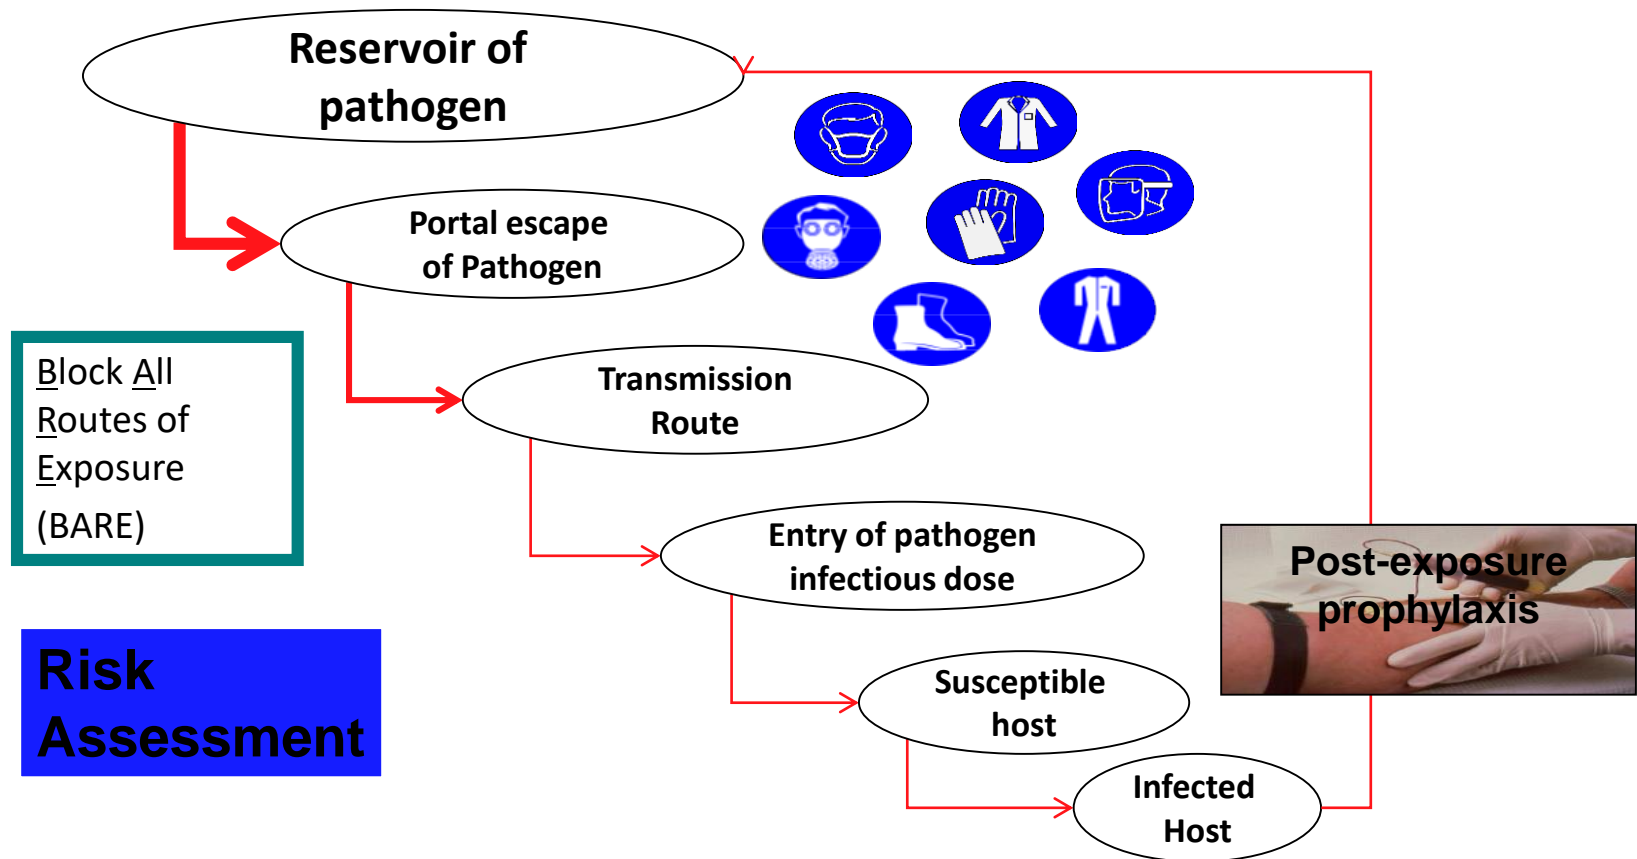 Reservoir of
pathogen
Portal escape
of Pathogen
Block All
Routes of
Exposure
(BARE)
Transmission
Route
Entry of pathogen
infectious dose
Post-exposure
prophylaxis
Risk
Assessment
Susceptible
host
Infected
Host